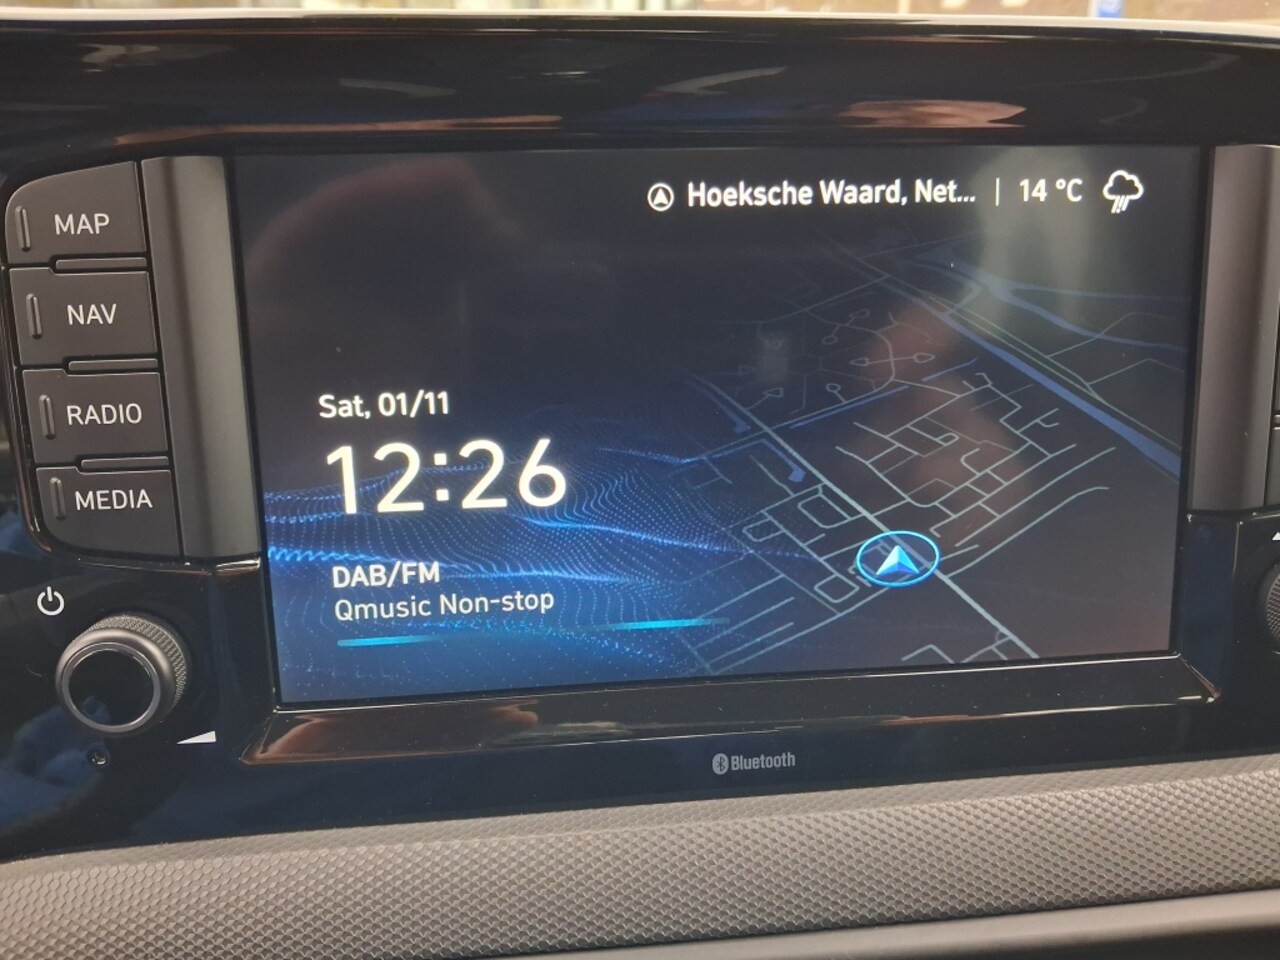 MAP
NAV
RADIO
MEDIA
Hoeksche Waard, Net... | 14 °C
Sat, 01/11
12:26
DAB/FM
Qmusic Non-stop
Bluetooth